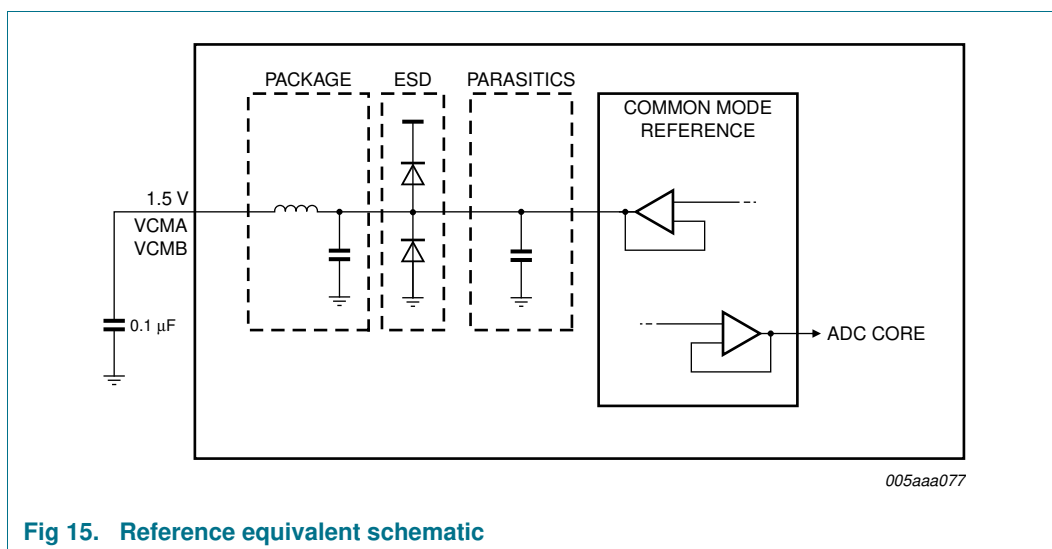 PACKAGE
ESD
PARASITICS
COMMON MODE
REFERENCE
1.5 V
VCMA
VCMB
0.1 μF
ADC CORE
005aaa077
Fig 15. Reference equivalent schematic